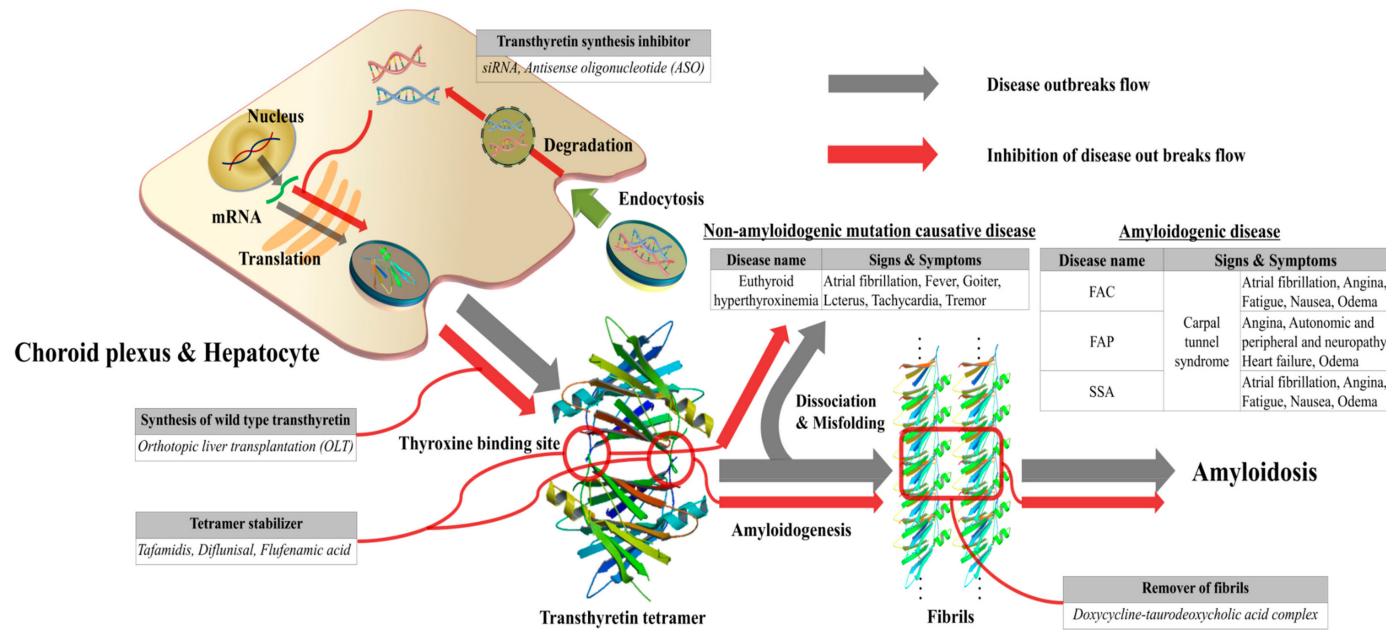 Transthyretin synthesis inhibitor
siRNA, Antisense oligonucleotide (ASO)
Disease outbreaks flow
Inhibition of disease out breaks flow
Nucleus
Degradation
mRNA
Translation
Endocytosis
Choroid plexus & Hepatocyte
Non-amyloidogenic mutation causative disease
Disease name
Signs & Symptoms
Euthyroid
hyperthyroxinemia
Atrial fibrillation, Fever, Goiter,
Lcterus, Tachycardia, Tremor
Amyloidogenic disease
Disease name
Signs & Symptoms
FAC
Carpal
tunnel
syndrome
Atrial fibrillation, Angina,
Fatigue, Nausea, Odema
FAP
Angina, Autonomic and
peripheral and neuropathy
Heart failure, Odema
SSA
Atrial fibrillation, Angina,
Fatigue, Nausea, Odema
Synthesis of wild type transthyretin
Orthotopic liver transplantation (OLT)
Thyroxine binding site
Dissociation
& Misfolding
Tetramer stabilizer
Tafamidis, Diflunisal, Flufenamic acid
Amyloidogenesis
Amyloidosis
Transthyretin tetramer
Fibrils
Remover of fibrils
Doxycycline-taurodeoxycholic acid complex